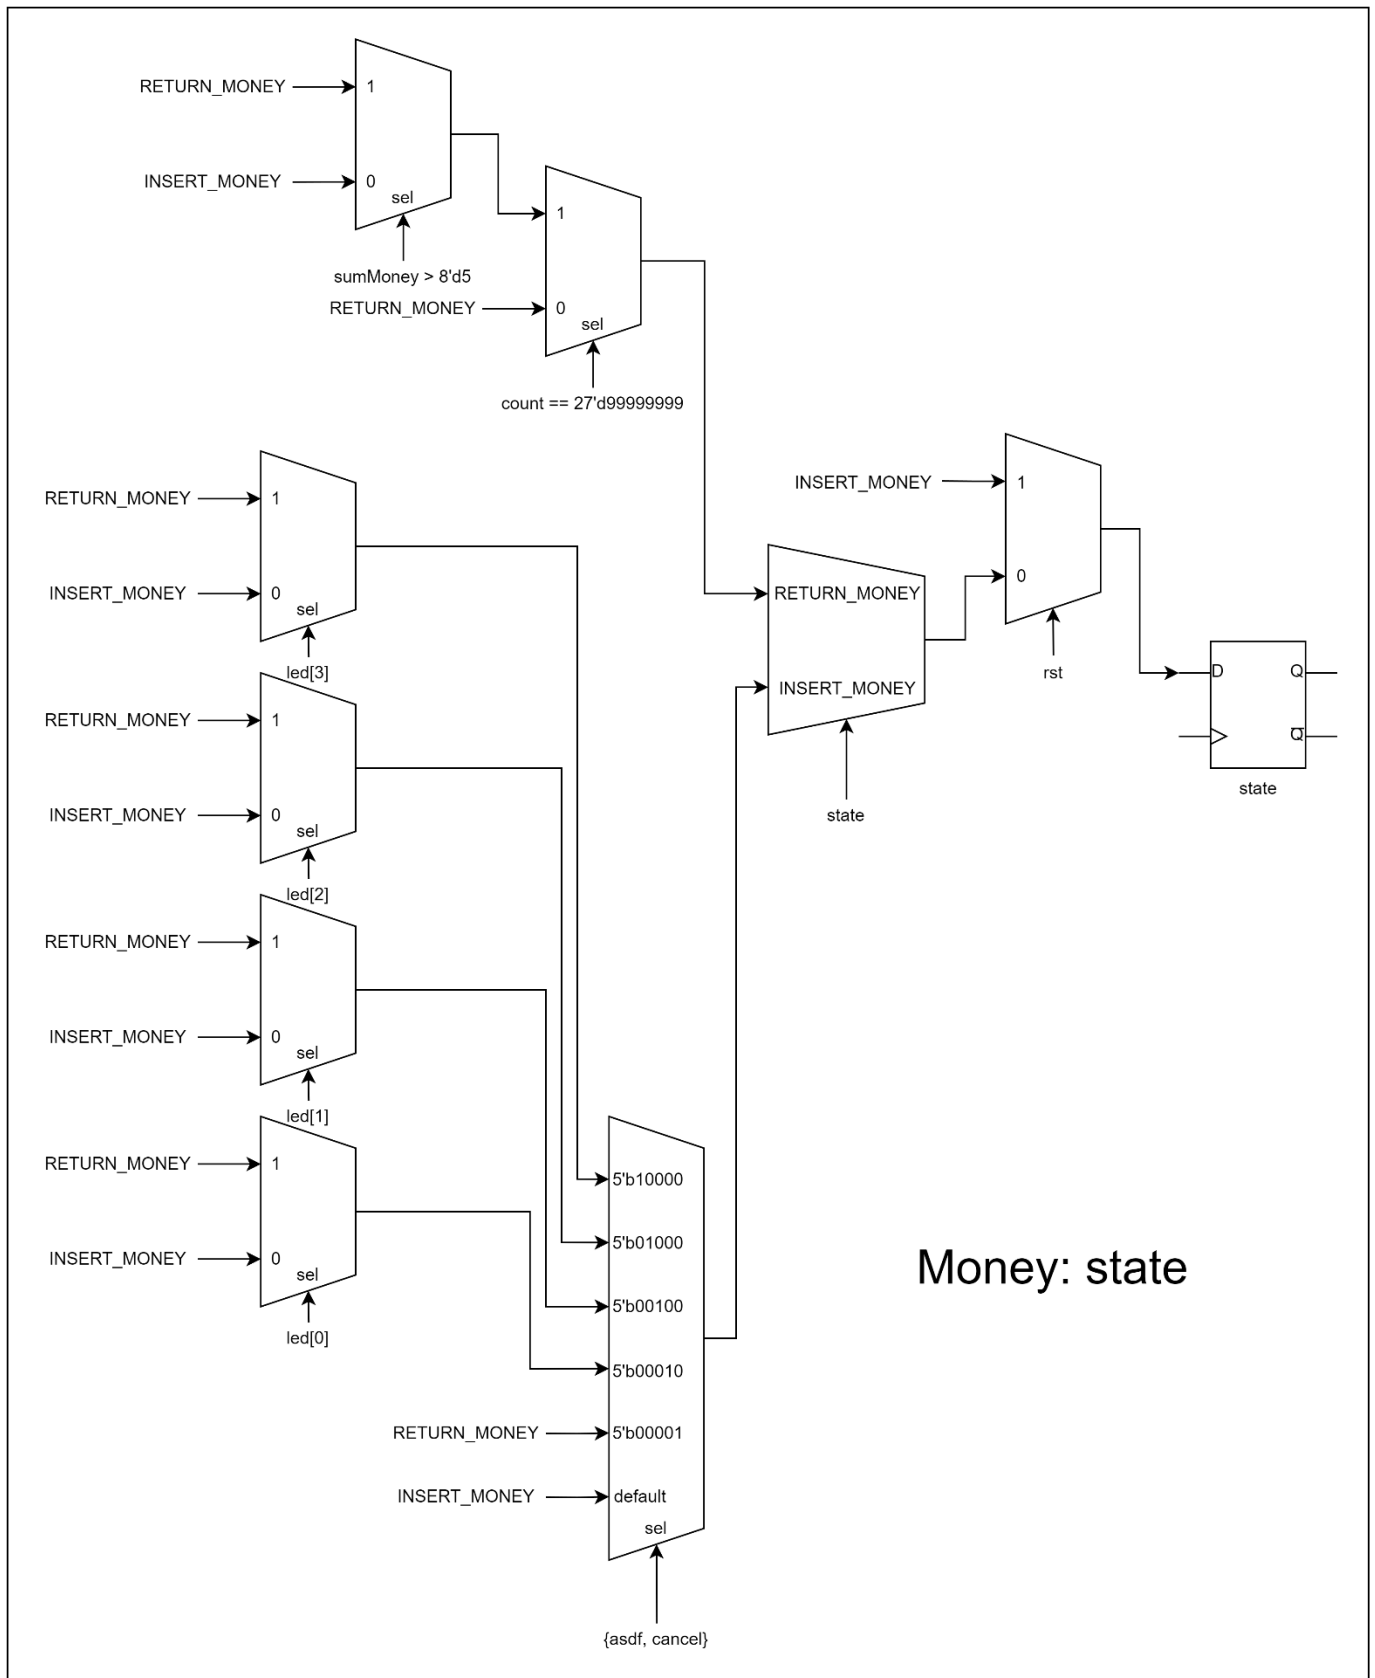 RETURN_MONEY
1
INSERT_MONEY
0
sel
sumMoney > 8'd5
1
RETURN_MONEY
0
sel
count == 27'd99999999
RETURN_MONEY
1
INSERT_MONEY
0
sel
led[3]
RETURN_MONEY
1
INSERT_MONEY
0
sel
led[2]
RETURN_MONEY
1
INSERT_MONEY
0
sel
led[1]
RETURN_MONEY
1
INSERT_MONEY
0
sel
led[0]
5'b10000
5'b01000
5'b00100
5'b00010
RETURN_MONEY
5'b00001
INSERT_MONEY
default
sel
{asdf, cancel}
RETURN_MONEY
INSERT_MONEY
state
INSERT_MONEY
1
0
rst
D
Q
Q
state
Money: state